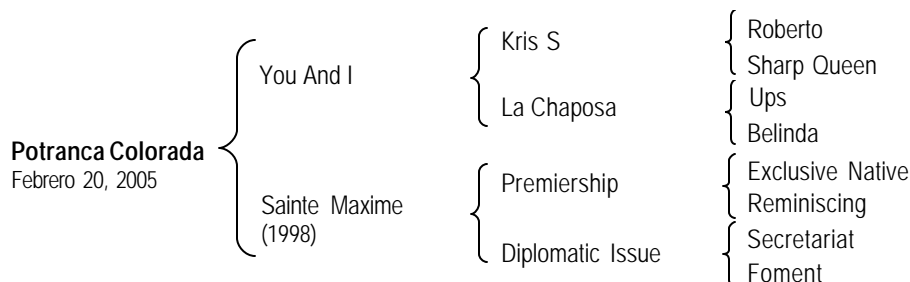 Roberto
Kris S
Sharp Queen
You And I
Ups
La Chaposa
Belinda
Potranca Colorada
Febrero 20, 2005
Exclusive Native
Premiership
Reminiscing
Sainte Maxime
(1998)
Secretariat
Diplomatic Issue
Foment